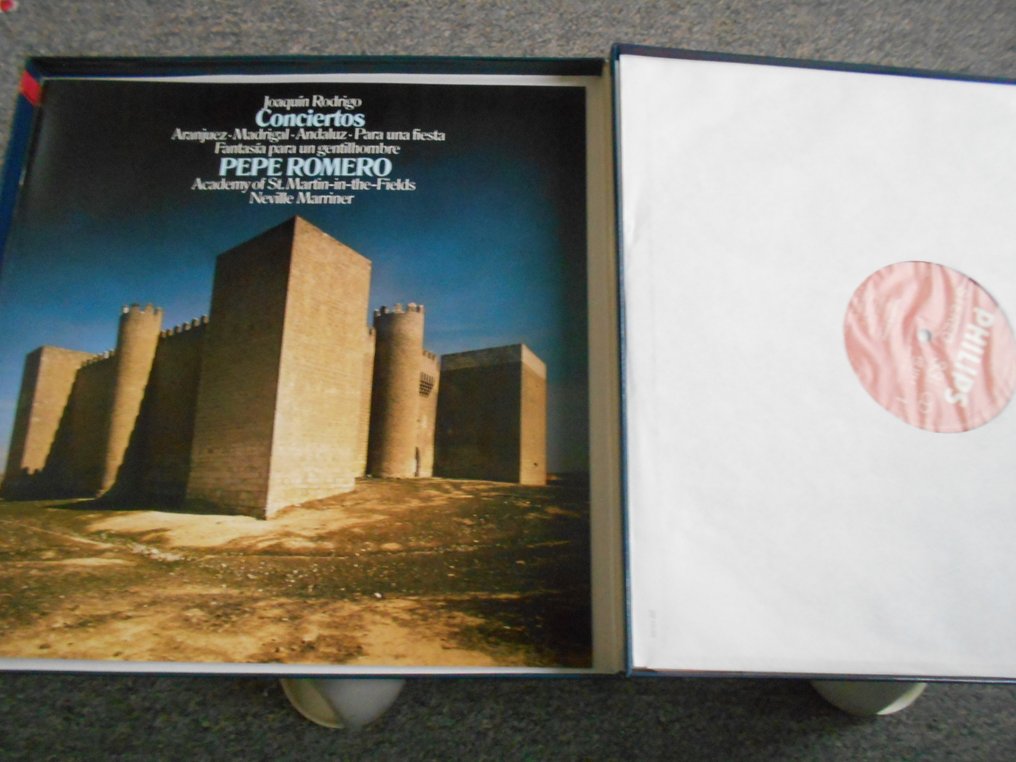 Joaquín Rodrigo
Conciertos
Aranjuez-Madrigal-Andaluz-Para una fiesta
Fantasía para un gentilhombre
PEPE ROMERO
Academy of St. Martin-in-the-Fields
Neville Marriner
PHILIPS